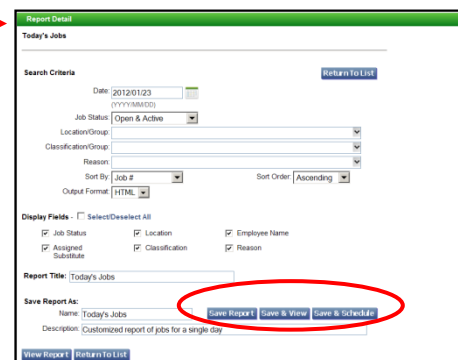 Report Detail
Today's Jobs
Search Criteria
Return To List
Date: 2012/01/23
(YYYY/MM/DD)
Job Status: Open & Active
Location/Group:
Classification/Group:
Reason:
Sort By: Job # Sort Order: Ascending
Output Format: HTML
Display Fields - Select/Deselect All
Job Status Location Employee Name
Assigned Substitute Classification Reason
Report Title: Today's Jobs
Save Report As:
Name: Today's Jobs Save Report Save & View Save & Schedule
Description: Customized report of jobs for a single day
View Report Return To List